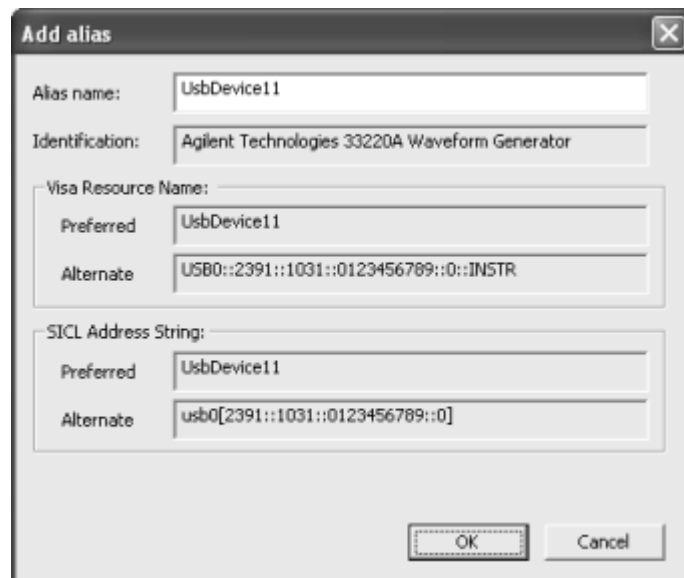 Add alias
Alias name: UsbDevice11
Identification: Agilent Technologies 33220A Waveform Generator
Visa Resource Name:
Preferred UsbDevice11
Alternate USB0::2391::1031::0123456789::0::INSTR
SICL Address String:
Preferred UsbDevice11
Alternate usb0[2391::1031::0123456789::0]
OK Cancel